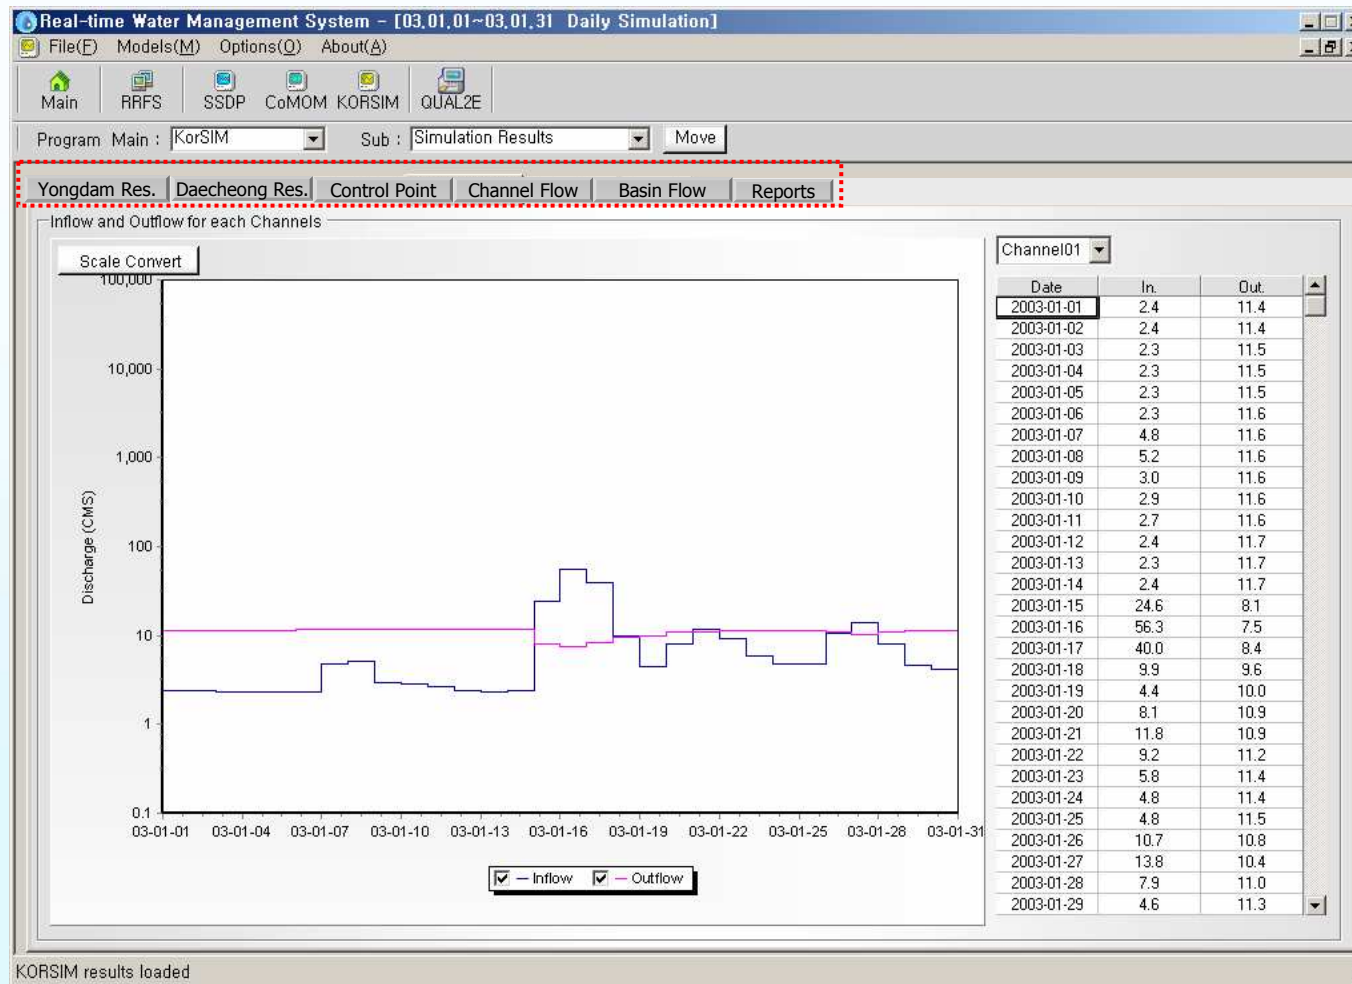 Real-time Water Management System - [03.01.01~03.01.31 Daily Simulation]
File(F) Models(M) Options(O) About(A)
Main RRFS SSDP CoMOM KORSIM QUAL2E
Program Main : KorSIM Sub : Simulation Results Move
Yongdam Res. Daecheong Res. Control Point Channel Flow Basin Flow Reports
Inflow and Outflow for each Channels
Scale Convert
100,000
10,000
1,000
100
10
1
0.1
Discharge (CMS)
03-01-01 03-01-04 03-01-07 03-01-10 03-01-13 03-01-16 03-01-19 03-01-22 03-01-25 03-01-28 03-01-31
Inflow Outflow
Channel01
Date In. Out.
2003-01-01 2.4 11.4
2003-01-02 2.4 11.4
2003-01-03 2.3 11.5
2003-01-04 2.3 11.5
2003-01-05 2.3 11.5
2003-01-06 2.3 11.6
2003-01-07 4.8 11.6
2003-01-08 5.2 11.6
2003-01-09 3.0 11.6
2003-01-10 2.9 11.6
2003-01-11 2.7 11.6
2003-01-12 2.4 11.7
2003-01-13 2.3 11.7
2003-01-14 2.4 11.7
2003-01-15 24.6 8.1
2003-01-16 56.3 7.5
2003-01-17 40.0 8.4
2003-01-18 9.9 9.6
2003-01-19 4.4 10.0
2003-01-20 8.1 10.9
2003-01-21 11.8 10.9
2003-01-22 9.2 11.2
2003-01-23 5.8 11.4
2003-01-24 4.8 11.4
2003-01-25 4.8 11.5
2003-01-26 10.7 10.8
2003-01-27 13.8 10.4
2003-01-28 7.9 11.0
2003-01-29 4.6 11.3
KORSIM results loaded